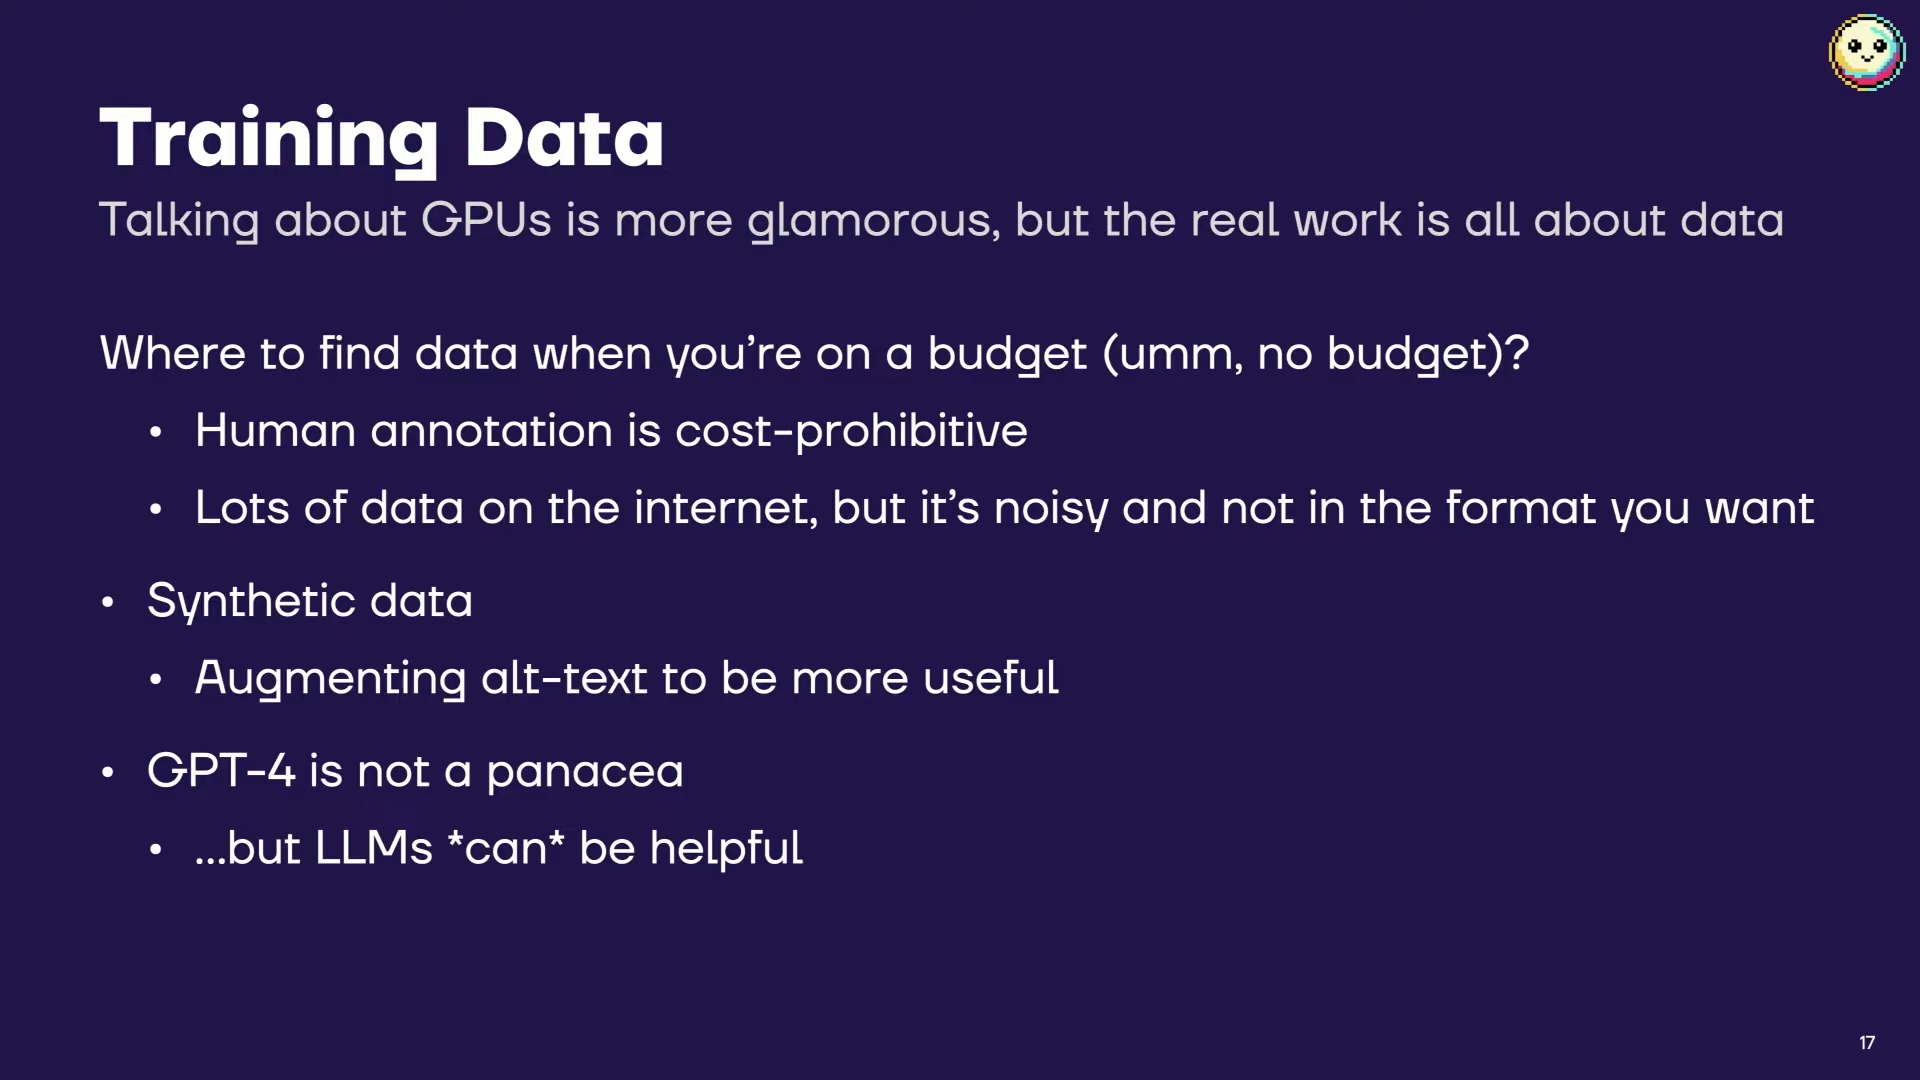 Training Data
Talking about GPUs is more glamorous, but the real work is all about data
Where to find data when you’re on a budget (umm, no budget)?
• Human annotation is cost-prohibitive
• Lots of data on the internet, but it’s noisy and not in the format you want
• Synthetic data
• Augmenting alt-text to be more useful
• GPT-4 is not a panacea
• ...but LLMs *can* be helpful
17